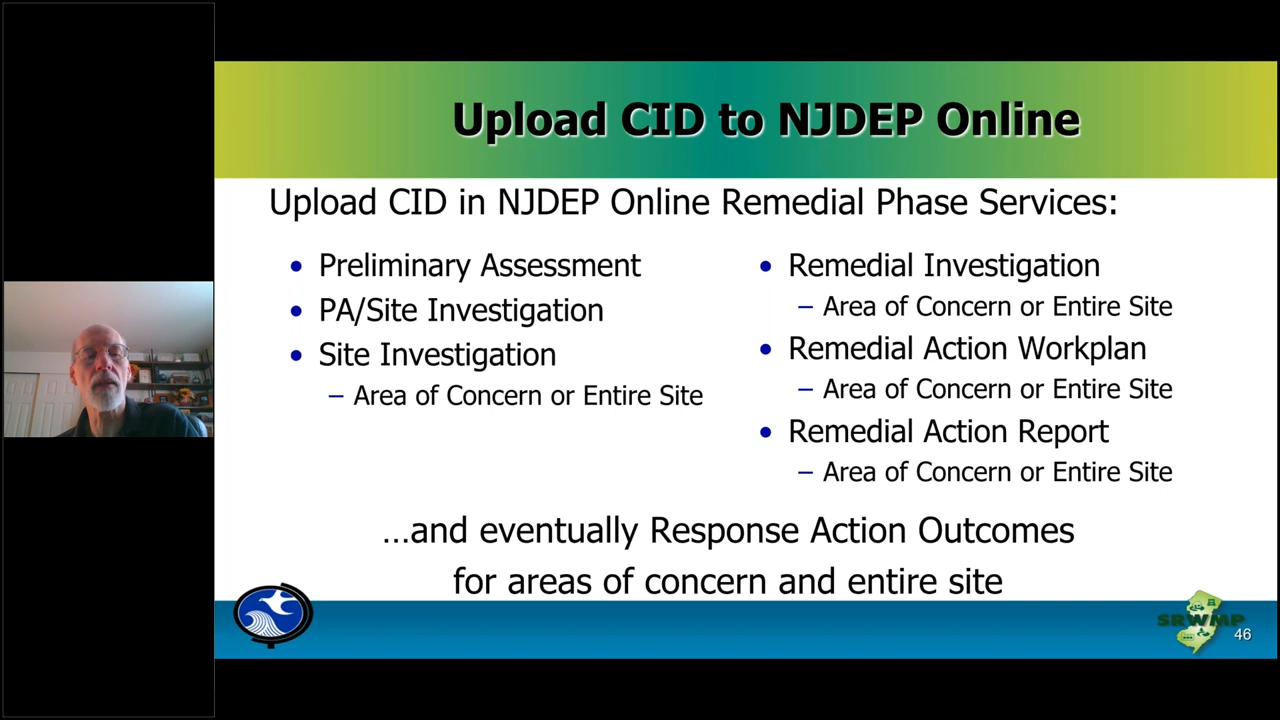 Upload CID to NJDEP Online
Upload CID in NJDEP Online Remedial Phase Services:
• Preliminary Assessment
• PA/Site Investigation
• Site Investigation
– Area of Concern or Entire Site
• Remedial Investigation
– Area of Concern or Entire Site
• Remedial Action Workplan
– Area of Concern or Entire Site
• Remedial Action Report
– Area of Concern or Entire Site
...and eventually Response Action Outcomes
for areas of concern and entire site
SRWMP
46